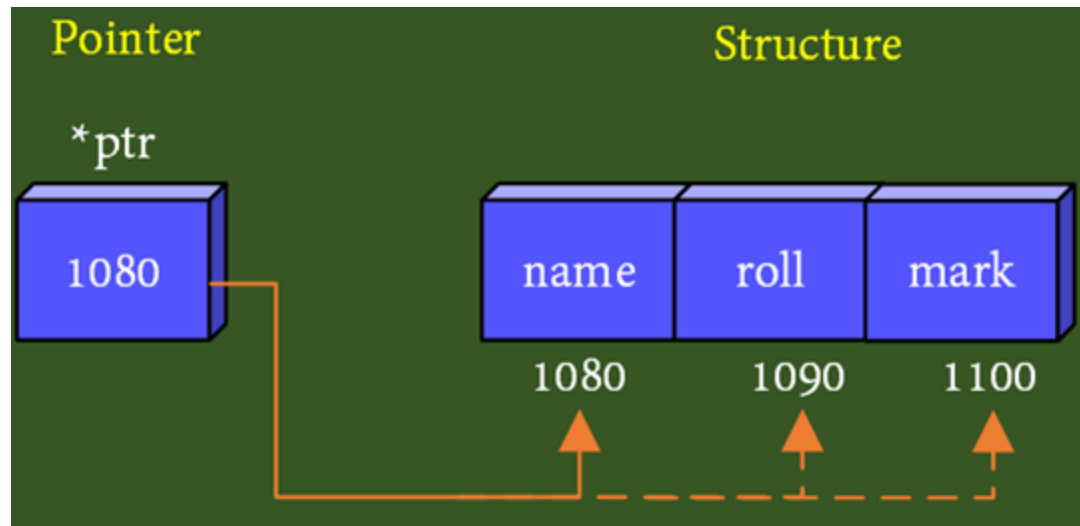 Pointer
Structure
*ptr
1080
name
roll
mark
1080
1090
1100